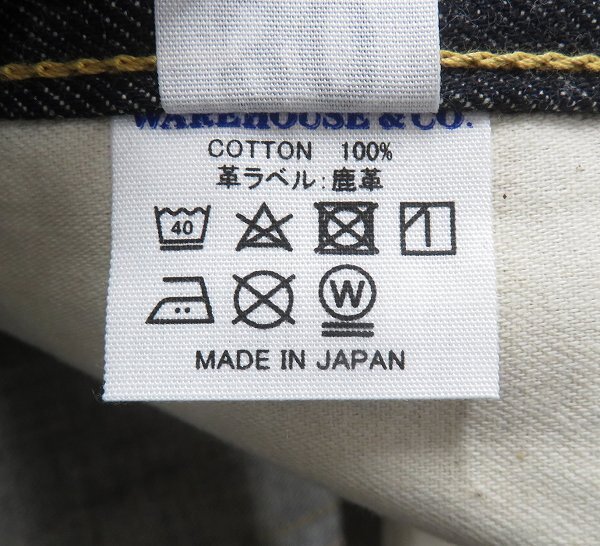 WAREHOUSE & CO.
COTTON 100%
革ラベル:鹿革
40
W
MADE IN JAPAN